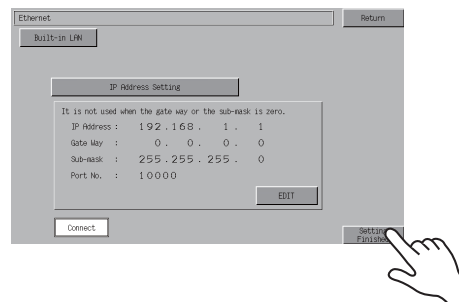 Ethernet
Return
Built-in LAN
IP Address Setting
It is not used when the gate way or the sub-mask is zero.
IP Address : 192.168. 1. 1
Gate Way : 0. 0. 0. 0
Sub-mask : 255.255.255. 0
Port No. : 10000
EDIT
Connect
Setting
Finished